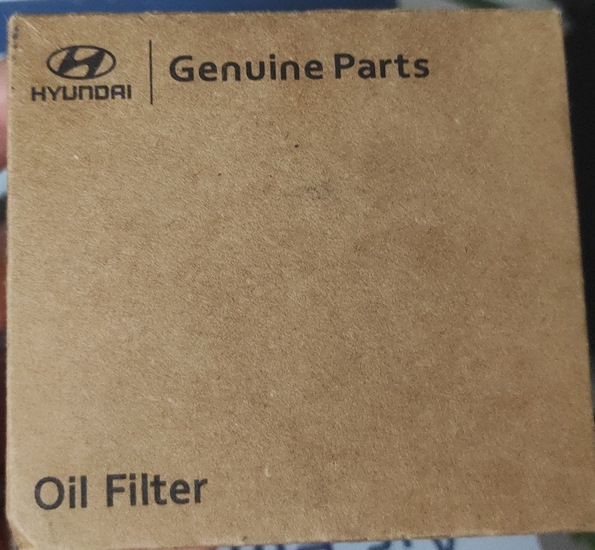 HYUNDAI
Genuine Parts
Oil Filter